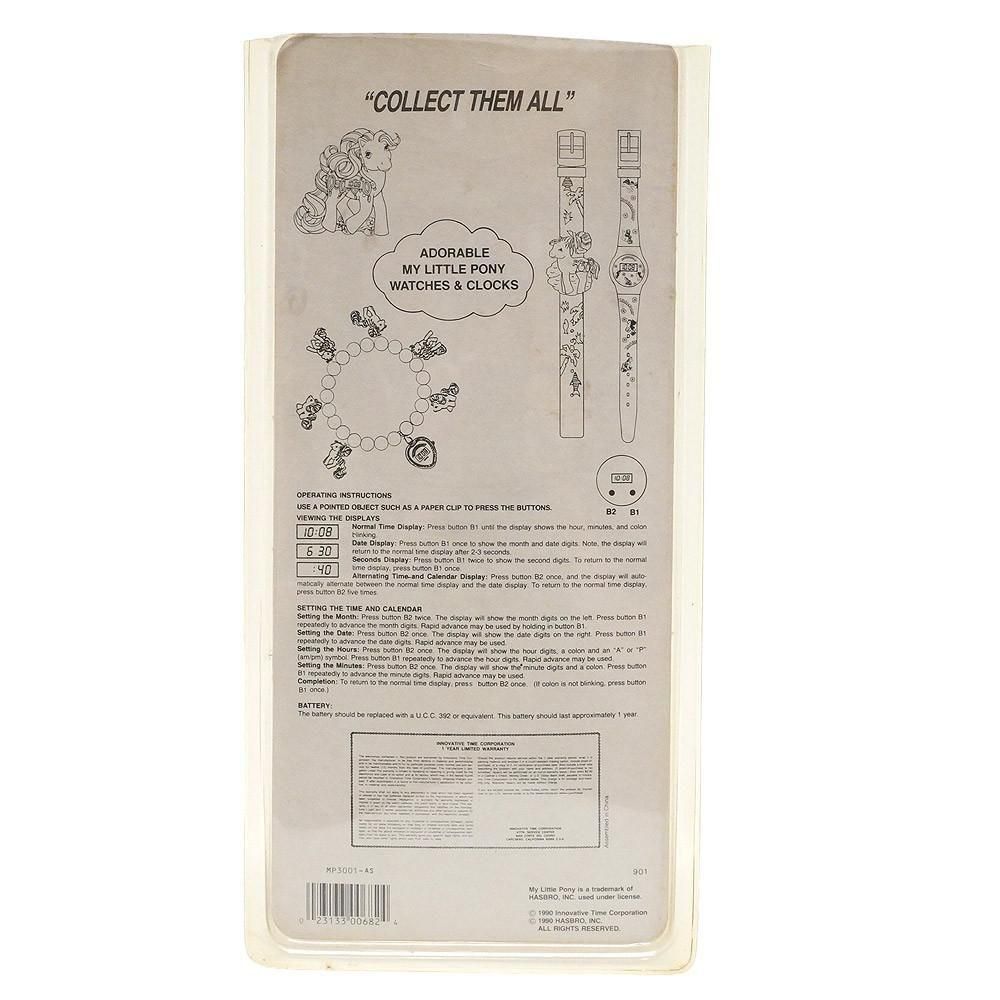 “COLLECT THEM ALL”
ADORABLE
MY LITTLE PONY
WATCHES & CLOCKS
10:08
B2 B1
OPERATING INSTRUCTIONS
USE A POINTED OBJECT SUCH AS A PAPER CLIP TO PRESS THE BUTTONS.
VIEWING THE DISPLAYS
10:08
6 30
:40
Normal Time Display: Press button B1 until the display shows the hour, minutes, and colon
blinking.
Date Display: Press button B1 once to show the month and date digits. Note, the display will
return to the normal time display after 2-3 seconds.
Seconds Display: Press button B1 twice to show the second digits. To return to the normal
time display, press button B1 once.
Alternating Time and Calendar Display: Press button B2 once, and the display will auto-
matically alternate between the normal time display and the date display. To return to the normal time display,
press button B2 five times.
SETTING THE TIME AND CALENDAR
Setting the Month: Press button B2 twice. The display will show the month digits on the left. Press button B1
repeatedly to advance the month digits. Rapid advance may be used by holding in button B1.
Setting the Date: Press button B2 once. The display will show the date digits on the right. Press button B1
repeatedly to advance the date digits. Rapid advance may be used.
Setting the Hours: Press button B2 once. The display will show the hour digits, a colon and an “A” or “P”
(am/pm) symbol. Press button B1 repeatedly to advance the hour digits. Rapid advance may be used.
Setting the Minutes: Press button B2 once. The display will show the minute digits and a colon. Press button
B1 repeatedly to advance the minute digits. Rapid advance may be used.
Completion: To return to the normal time display, press button B2 once. (If colon is not blinking, press button
B1 once.)
BATTERY:
The battery should be replaced with a U.C.C. 392 or equivalent. This battery should last approximately 1 year.
INNOVATIVE TIME CORPORATION
1 YEAR LIMITED WARRANTY
INNOVATIVE TIME CORPORATION
Assembled in China
MP3001-AS
901
0 23133 00682 4
My Little Pony is a trademark of
HASBRO, INC. used under license.
© 1990 Innovative Time Corporation
© 1990 HASBRO, INC.
ALL RIGHTS RESERVED.